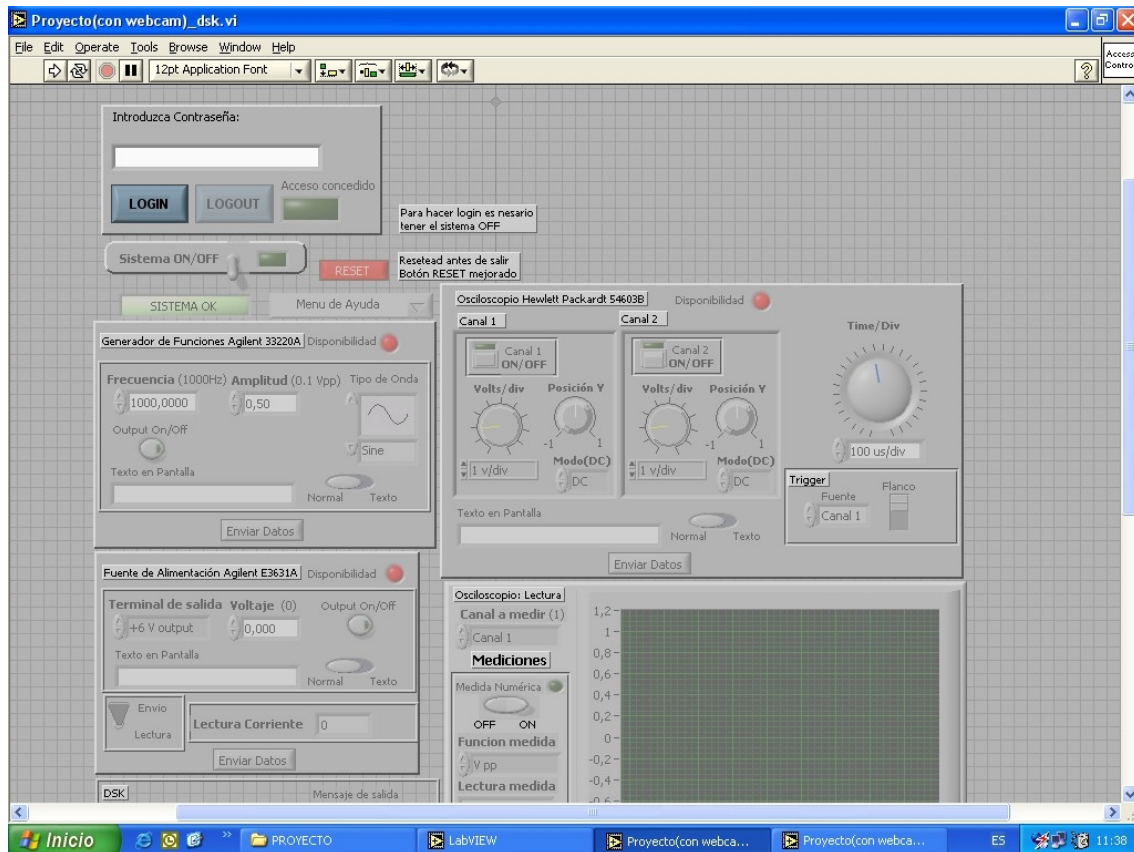 Proyecto(con webcam)_dsk.vi
File Edit Operate Tools Browse Window Help
12pt Application Font
?
Access
Contro
Introduzca Contraseña:
LOGIN
LOGOUT
Acceso concedido
Para hacer login es nesario
tener el sistema OFF
Sistema ON/OFF
RESET
Resetead antes de salir
Botón RESET mejorado
SISTEMA OK
Menu de Ayuda
Generador de Funciones Agilent 33220A
Disponibilidad
Frecuencia (1000Hz)
Amplitud (0.1 Vpp)
Tipo de Onda
1000,0000
0,50
Output On/Off
Sine
Texto en Pantalla
Normal
Texto
Enviar Datos
Osciloscopio Hewlett Packardt 54603B
Disponibilidad
Canal 1
Canal 1
ON/OFF
Volts/div
Posición Y
-1
1
1 v/div
Modo(DC)
DC
Canal 2
Canal 2
ON/OFF
Volts/div
Posición Y
-1
1
1 v/div
Modo(DC)
DC
Time/Div
100 us/div
Trigger
Fuente
Flanco
Canal 1
Texto en Pantalla
Normal
Texto
Enviar Datos
Fuente de Alimentación Agilent E3631A
Disponibilidad
Terminal de salida
Voltaje (0)
Output On/Off
+6 V output
0,000
Texto en Pantalla
Normal
Texto
Envio
Lectura
Lectura Corriente
0
Enviar Datos
Osciloscopio: Lectura
Canal a medir (1)
Canal 1
Mediciones
Medida Numérica
OFF
ON
Funcion medida
V pp
Lectura medida
1,2
1
0,8
0,6
0,4
0,2
0
-0,2
-0,4
-0,6
DSK
Mensaje de salida
Inicio
»
PROYECTO
LabVIEW
Proyecto(con webca...
Proyecto(con webca...
ES
11:38